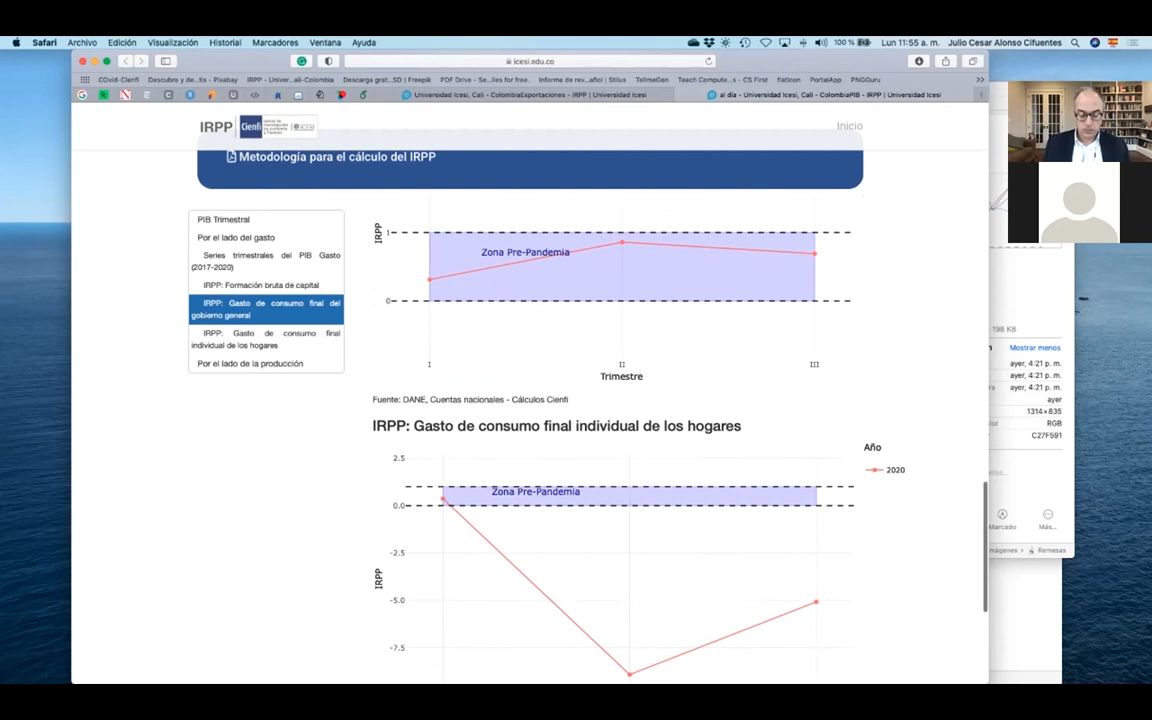 Safari Archivo Edición Visualización Historial Marcadores Ventana Ayuda 100 % Lun 11:55 a. m. Julio Cesar Alonso Cifuentes
icesi.edu.co
COvid-Cienfi Descubre y de...tis - Pixabay IRPP - Univer...ali-Colombia Descarga grat...SD | Freepik PDF Drive - Se...les for free. Informe de rev...añol | Stilus TellmeGen Teach Compute...- CS First flaticon PortalApp PNGGuru
Universidad Icesi, Cali - ColombiaExportaciones - IRPP | Universidad Icesi al día - Universidad Icesi, Cali - ColombiaPIB - IRPP | Universidad Icesi
IRPP Cienfi Inicio
Metodología para el cálculo del IRPP
PIB Trimestral
Por el lado del gasto
Series trimestrales del PIB Gasto
(2017-2020)
IRPP: Formación bruta de capital
IRPP: Gasto de consumo final del
gobierno general
IRPP: Gasto de consumo final
individual de los hogares
Por el lado de la producción
IRPP
1
Zona Pre-Pandemia
0
I II III
Trimestre
Fuente: DANE, Cuentas nacionales - Cálculos Cienfi
IRPP: Gasto de consumo final individual de los hogares
Año
2020
2.5
Zona Pre-Pandemia
0.0
-2.5
IRPP
-5.0
-7.5
198 KB
Mostrar menos
ayer, 4:21 p. m.
ayer, 4:21 p. m.
ayer, 4:21 p. m.
ayer
1314×835
RGB
C27F591
Marcado Más...
Remesas